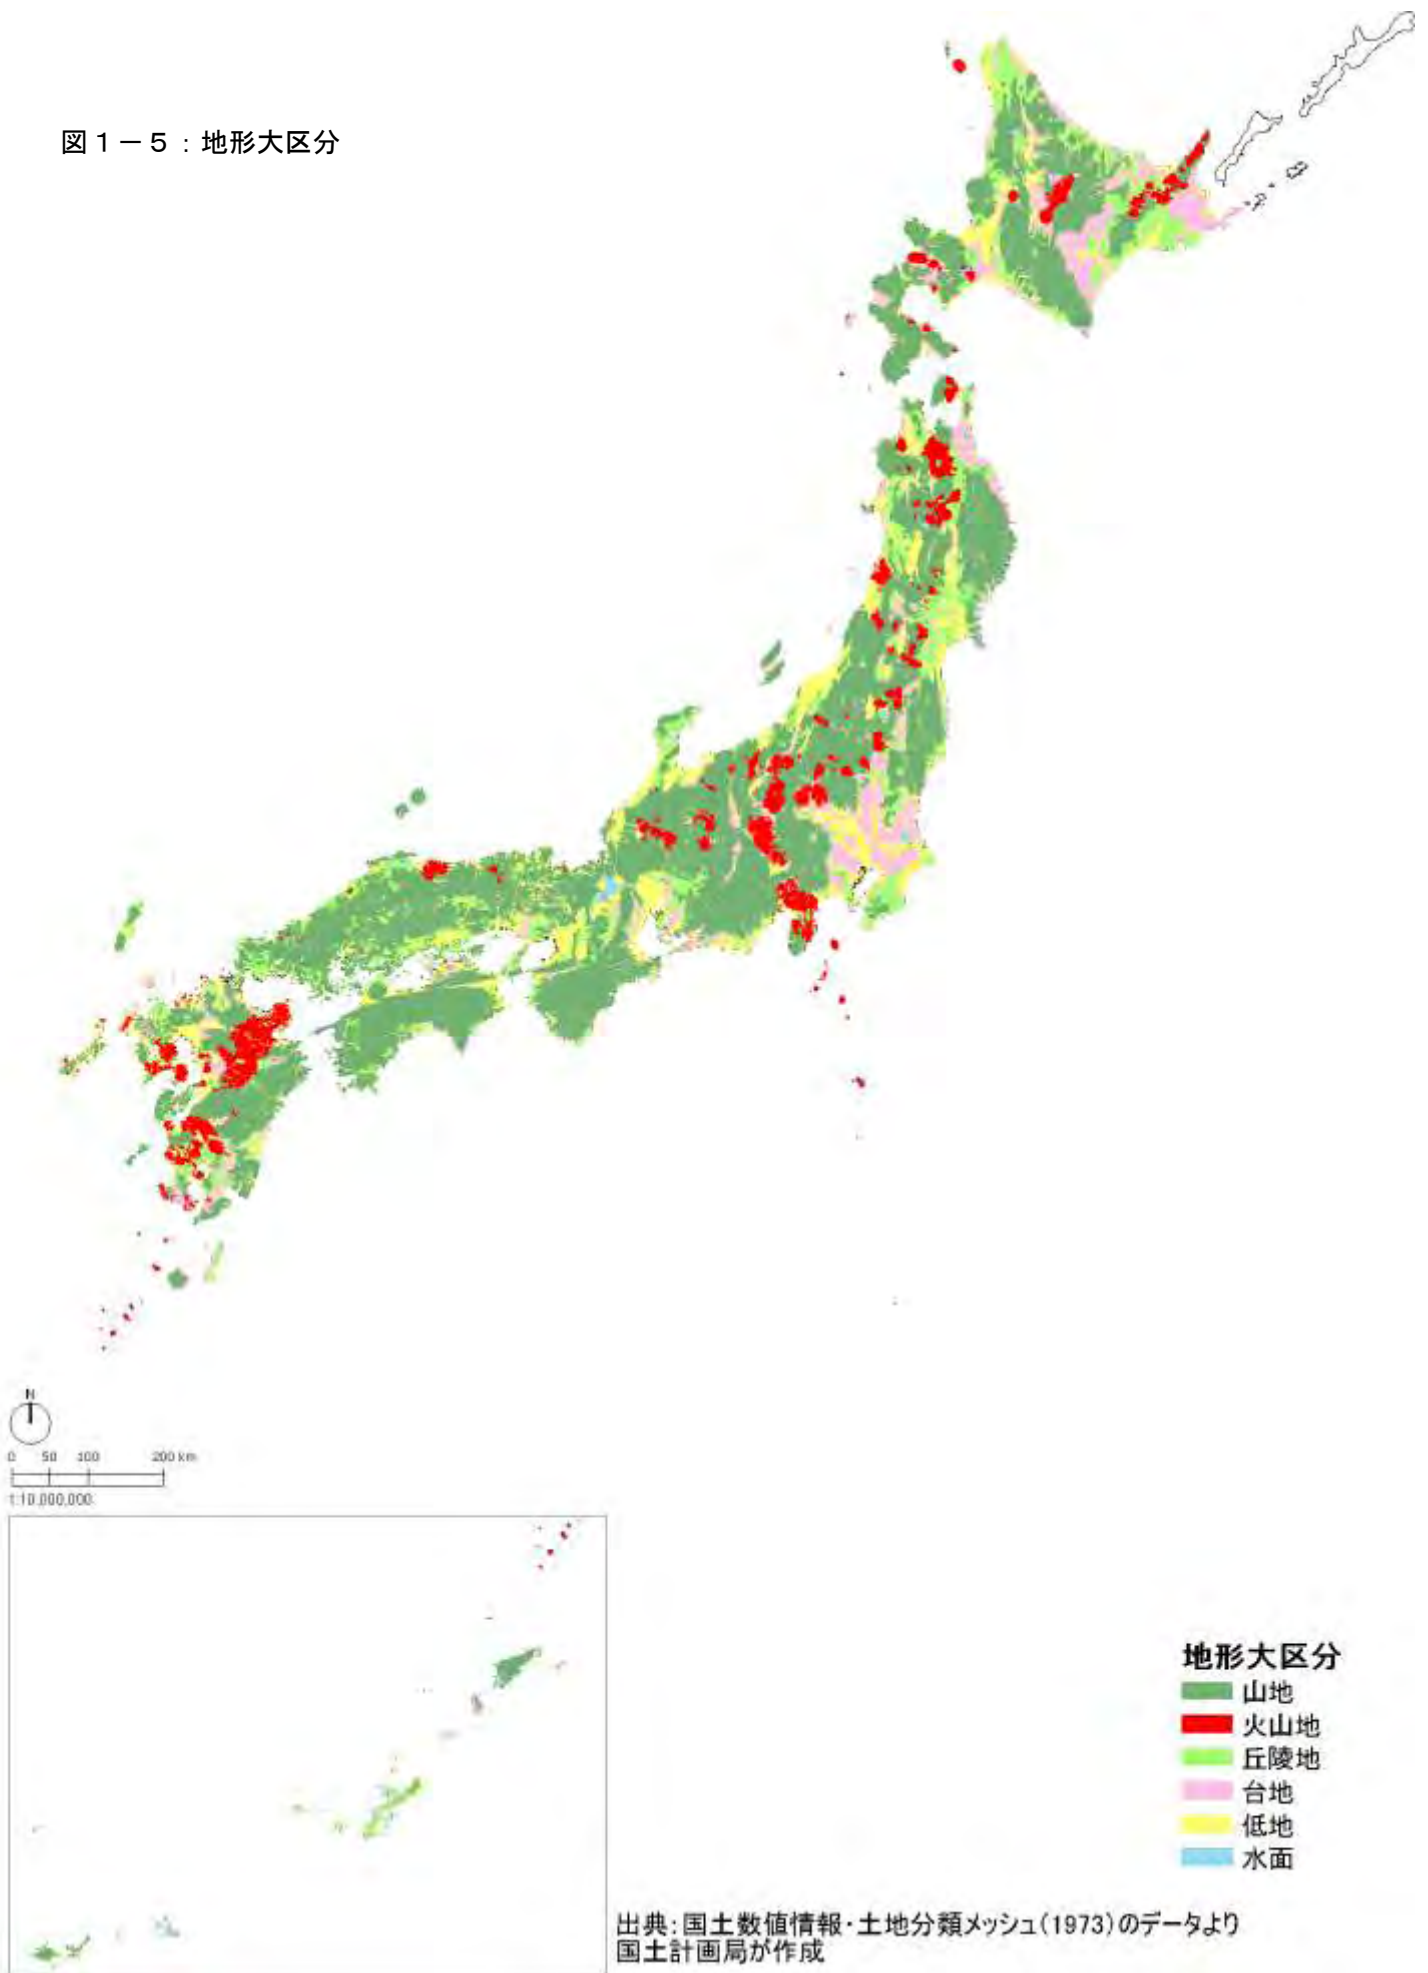 図１－５：地形大区分
N
0 50 100 200 km
1:10,000,000
地形大区分
山地
火山地
丘陵地
台地
低地
水面
出典：国土数値情報・土地分類メッシュ(1973)のデータより
国土計画局が作成